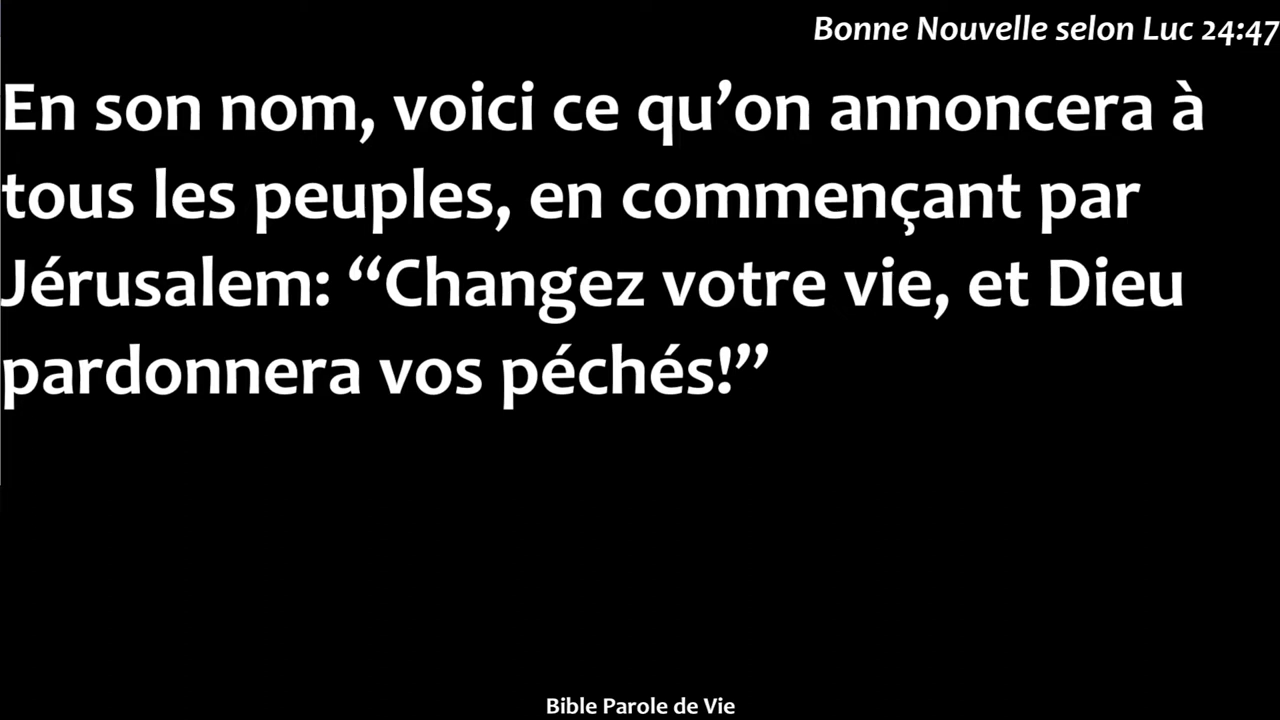 Bonne Nouvelle selon Luc 24:47
En son nom, voici ce qu’on annoncera à
tous les peuples, en commençant par
Jérusalem: “Changez votre vie, et Dieu
pardonnera vos péchés!”
Bible Parole de Vie